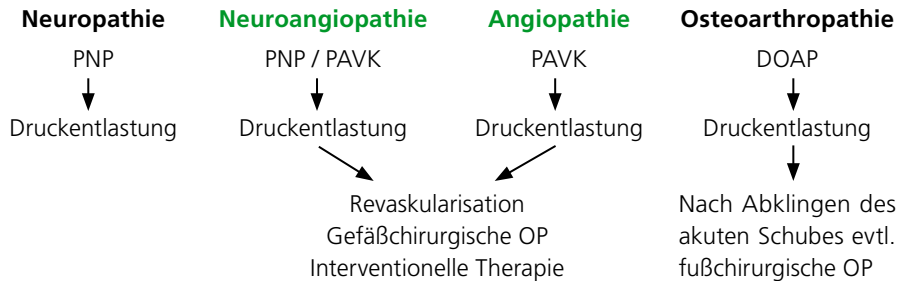 Neuropathie Neuroangiopathie Angiopathie Osteoarthropathie
PNP PNP / PAVK PAVK DOAP
Druckentlastung Druckentlastung Druckentlastung Druckentlastung
Revaskularisation Nach Abklingen des
Gefäßchirurgische OP akuten Schubes evtl.
Interventionelle Therapie fußchirurgische OP